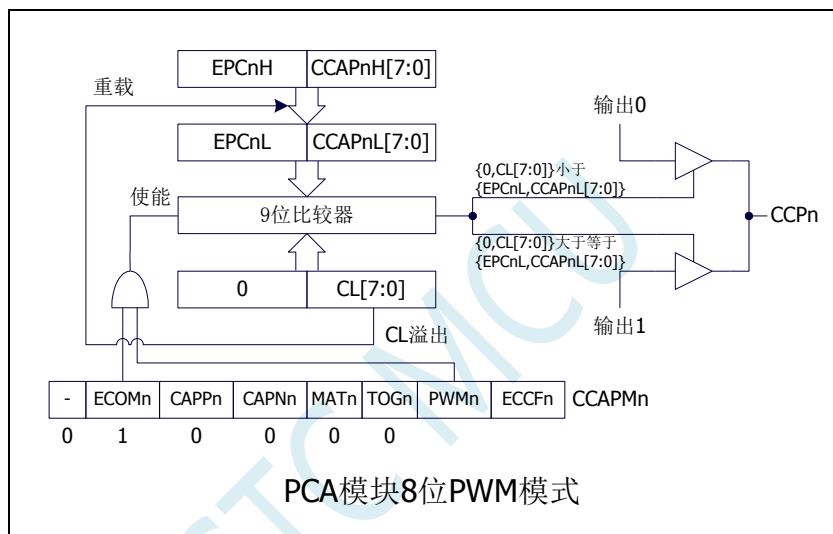 EPCnH CCAPnH[7:0]
重载
输出0
EPCnL CCAPnL[7:0]
{0,CL[7:0]}小于
{EPCnL,CCAPnL[7:0]}
使能
9位比较器
CCPn
{0,CL[7:0]}大于等于
{EPCnL,CCAPnL[7:0]}
0 CL[7:0]
输出1
CL溢出
- ECOMn CAPPn CAPNn MATn TOGn PWMn ECCFn CCAPMn
0 1 0 0 0 0
PCA模块8位PWM模式
STC MCU